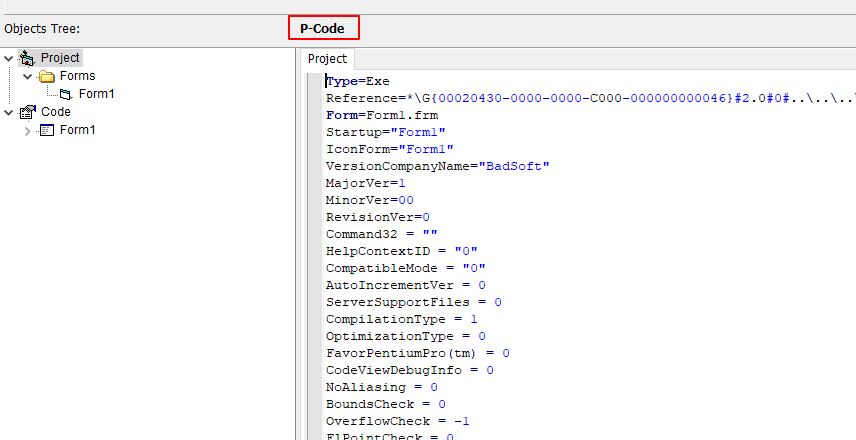 Objects Tree:
P-Code
Project
Forms
Form1
Code
Form1
Project
Type=Exe
Reference=*\G{00020430-0000-0000-C000-000000000046}#2.0#0#..\..\..\
Form=Form1.frm
Startup="Form1"
IconForm="Form1"
VersionCompanyName="BadSoft"
MajorVer=1
MinorVer=00
RevisionVer=0
Command32 = ""
HelpContextID = "0"
CompatibleMode = "0"
AutoIncrementVer = 0
ServerSupportFiles = 0
CompilationType = 1
OptimizationType = 0
FavorPentiumPro(tm) = 0
CodeViewDebugInfo = 0
NoAliasing = 0
BoundsCheck = 0
OverflowCheck = -1
FlPointCheck = 0